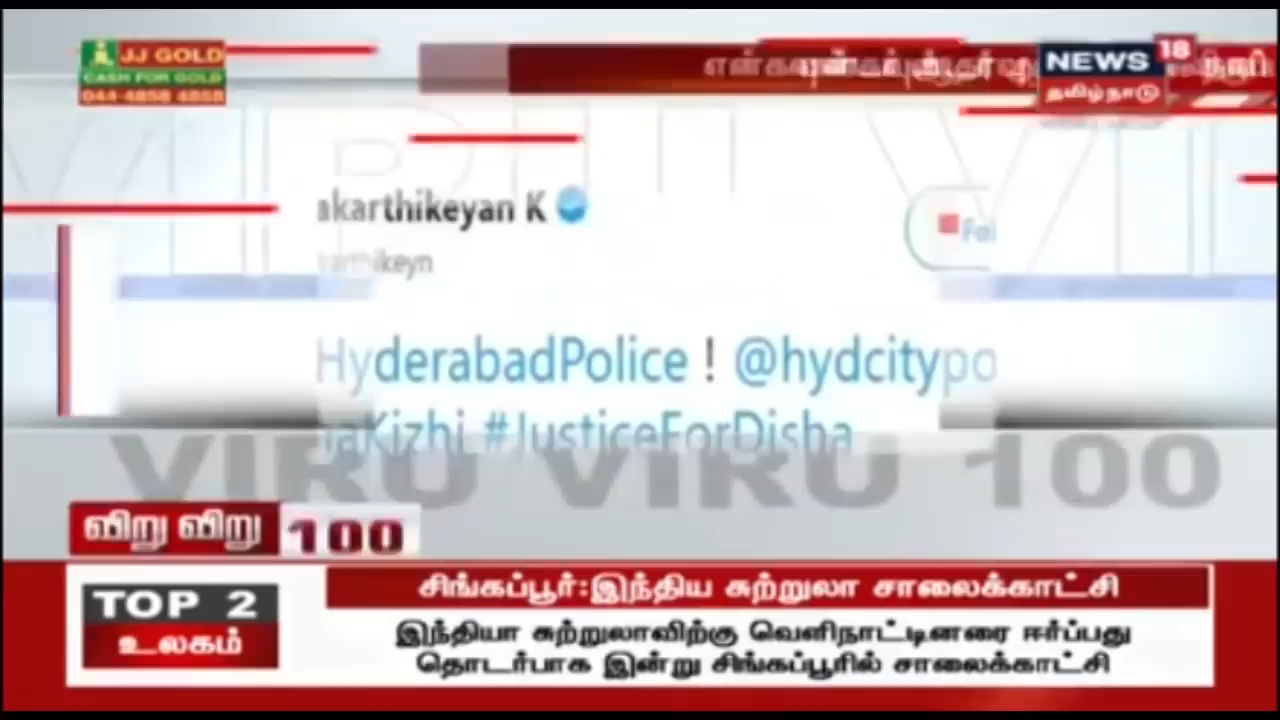 JJ GOLD
CASH FOR GOLD
044-4858 4858
NEWS 18
தமிழ்நாடு
akarthikeyan K
HyderabadPolice ! @hydcitypo
#JusticeForDisha
VIRU VIRU 100
விறு விறு 100
TOP 2
உலகம்
சிங்கப்பூர்:இந்திய சுற்றுலா சாலைக்காட்சி
இந்தியா சுற்றுலாவிற்கு வெளிநாட்டினரை ஈர்ப்பது
தொடர்பாக இன்று சிங்கப்பூரில் சாலைக்காட்சி